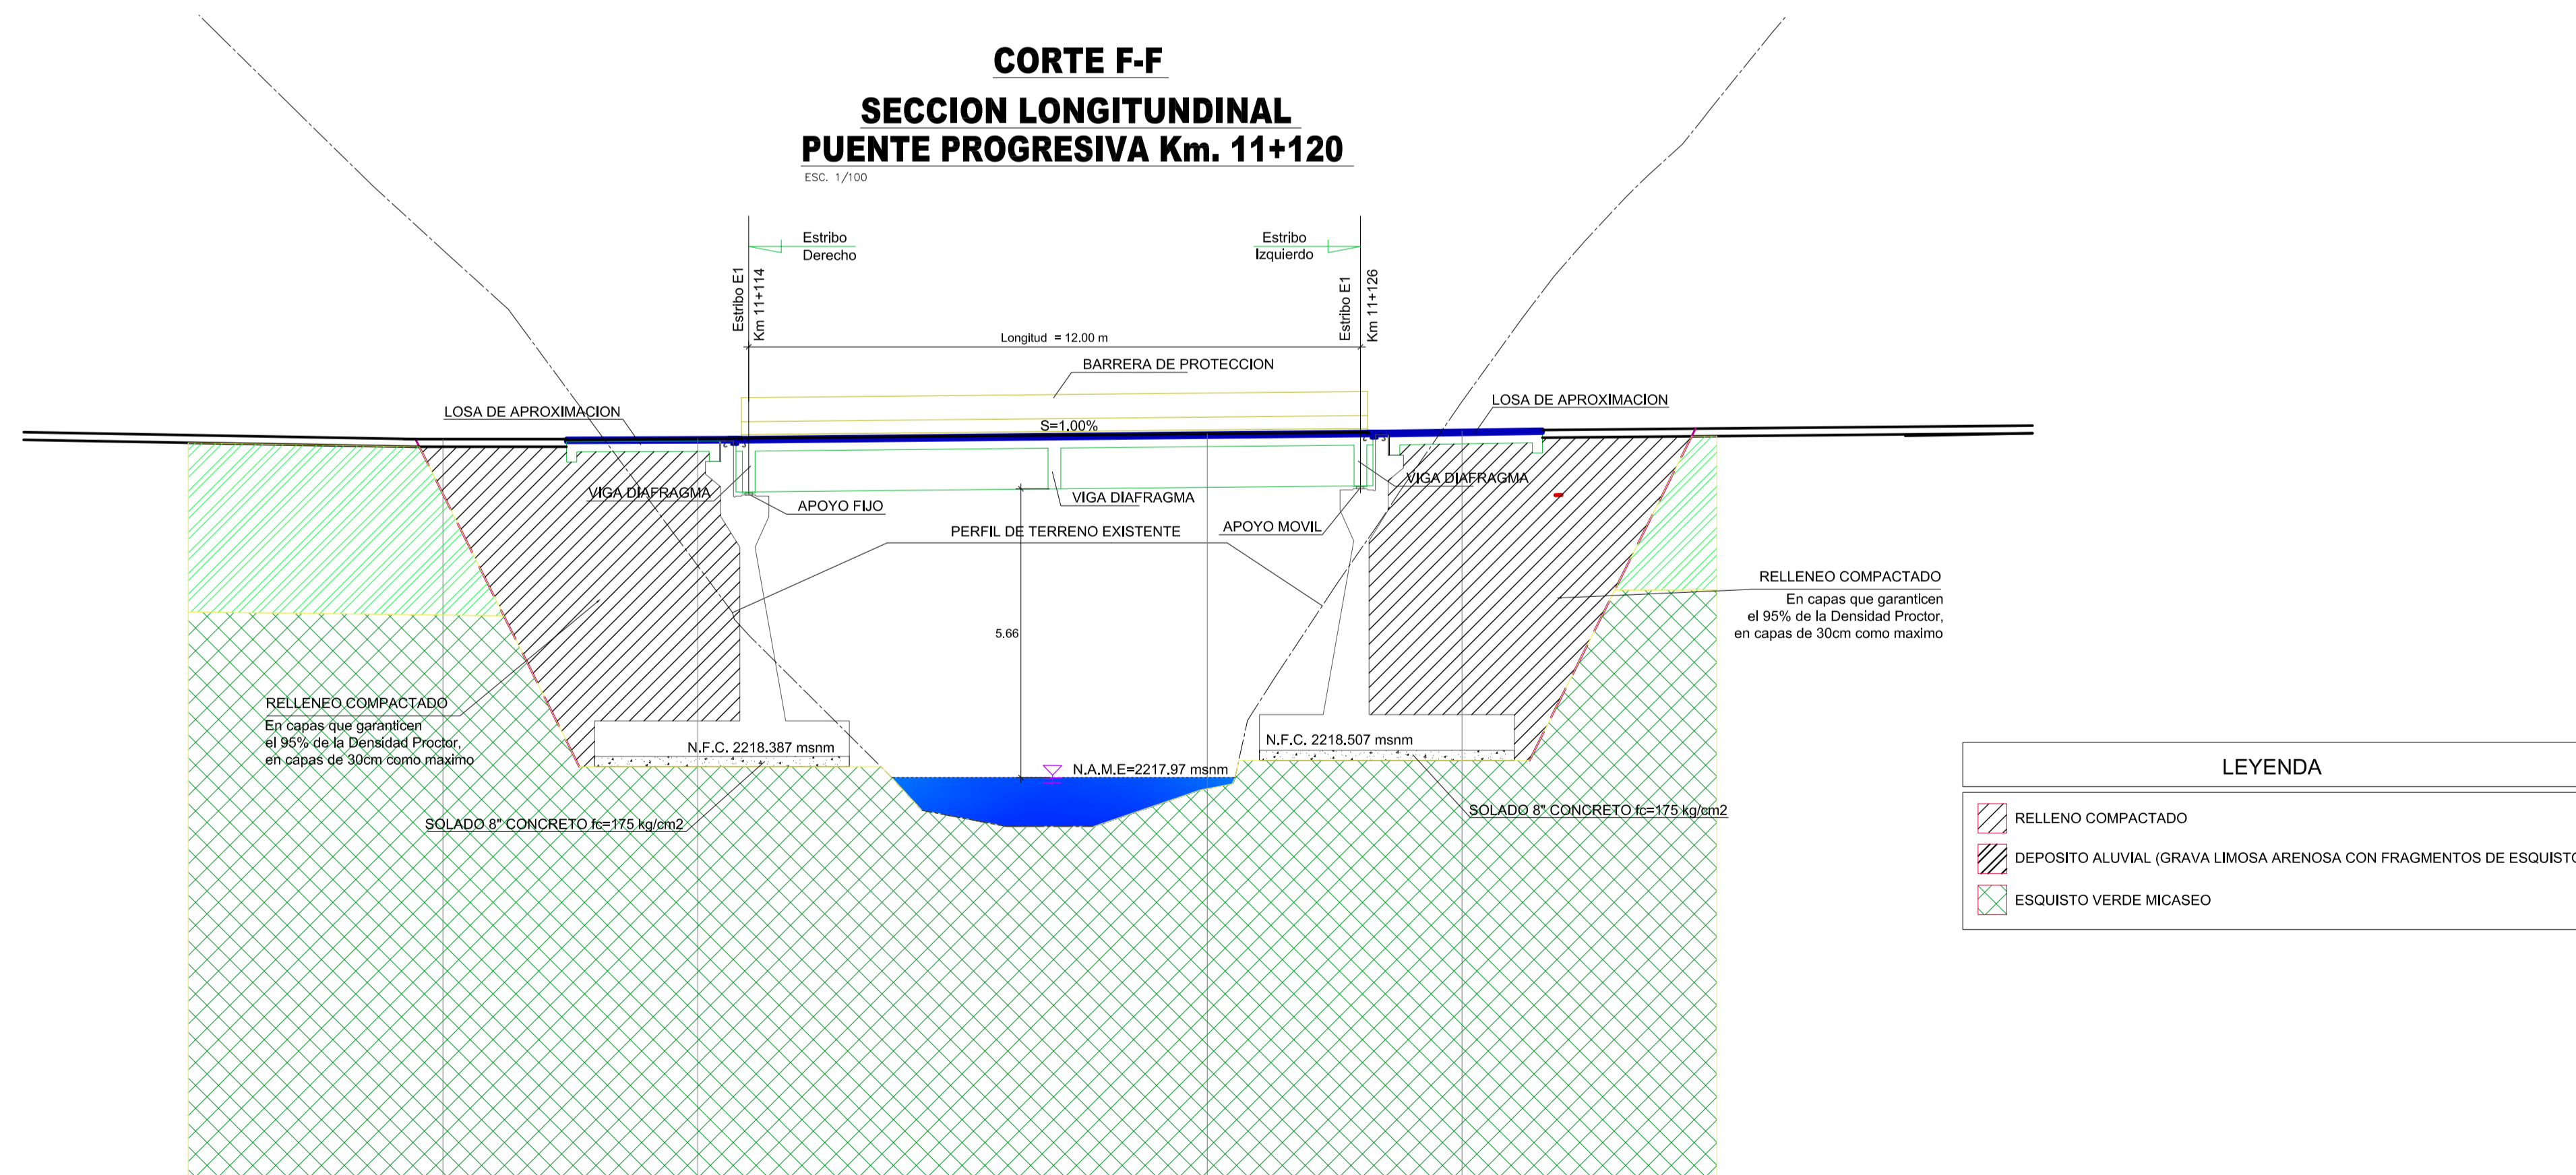 CORTE F-F
SECCION LONGITUNDINAL
PUENTE PROGRESIVA Km. 11+120
ESC. 1/100
Estribo
Derecho
Estribo
Izquierdo
Estribo E1
Km 11+114
Estribo E1
Km 11+126
Longitud = 12.00 m
BARRERA DE PROTECCION
LOSA DE APROXIMACION
LOSA DE APROXIMACION
S=1.00%
VIGA DIAFRAGMA
APOYO FIJO
VIGA DIAFRAGMA
VIGA DIAFRAGMA
APOYO MOVIL
PERFIL DE TERRENO EXISTENTE
5.66
RELLENEO COMPACTADO
En capas que garanticen
el 95% de la Densidad Proctor,
en capas de 30cm como maximo
RELLENEO COMPACTADO
En capas que garanticen
el 95% de la Densidad Proctor,
en capas de 30cm como maximo
N.F.C. 2218.387 msnm
N.F.C. 2218.507 msnm
N.A.M.E=2217.97 msnm
SOLADO 8" CONCRETO fc=175 kg/cm2
SOLADO 8" CONCRETO fc=175 kg/cm2
LEYENDA
RELLENO COMPACTADO
DEPOSITO ALUVIAL (GRAVA LIMOSA ARENOSA CON FRAGMENTOS DE ESQUISTO
ESQUISTO VERDE MICASEO